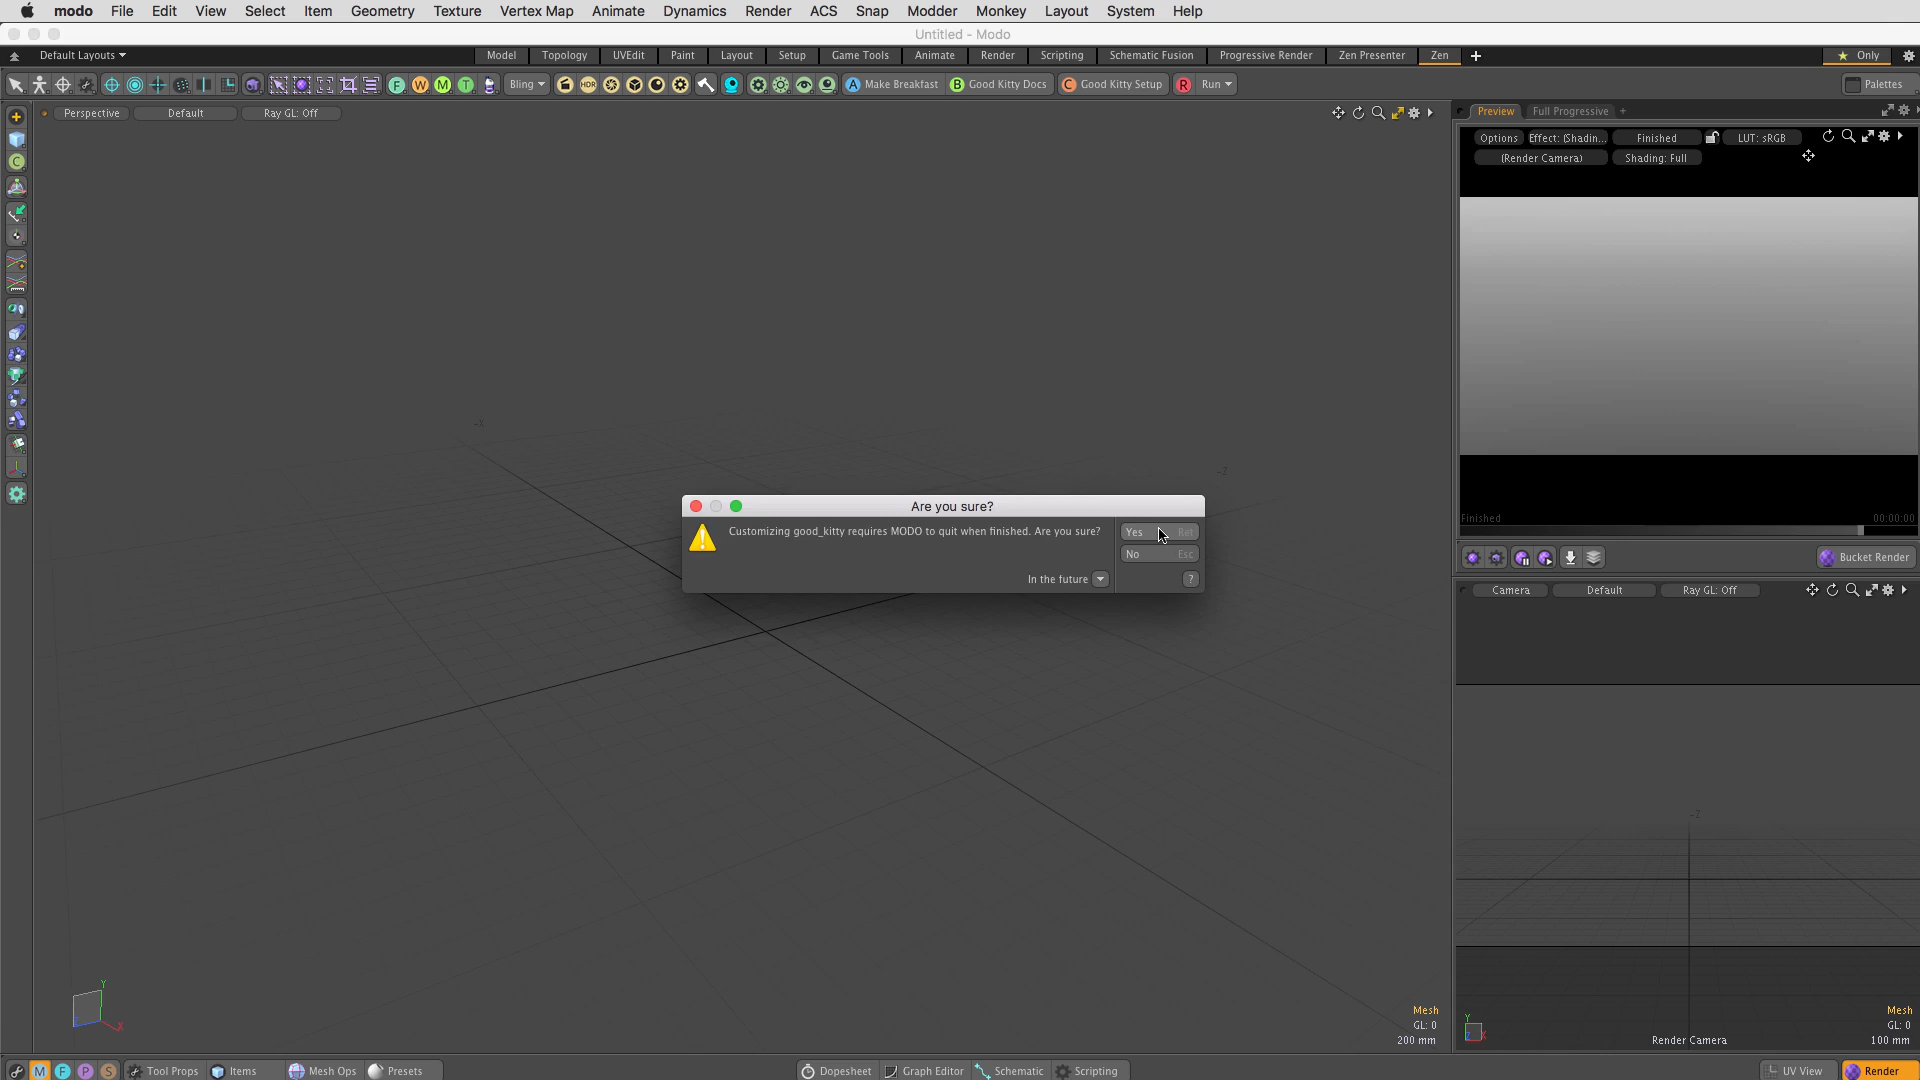 modo File Edit View Select Item Geometry Texture Vertex Map Animate Dynamics Render ACS Snap Modder Monkey Layout System Help
Untitled - Modo
Default Layouts Model Topology UVEdit Paint Layout Setup Game Tools Animate Render Scripting Schematic Fusion Progressive Render Zen Presenter Zen + Only
F W M T Bling HDR A Make Breakfast B Good Kitty Docs C Good Kitty Setup R Run Palettes
Perspective Default Ray GL: Off
Preview Full Progressive +
Options Effect: (Shadin... Finished LUT: sRGB
(Render Camera) Shading: Full
C
-X
-Z
Are you sure?
Customizing good_kitty requires MODO to quit when finished. Are you sure?
Yes Ret
No Esc
In the future ?
Finished 00:00:00
Bucket Render
Camera Default Ray GL: Off
-Z
Y
Z X
Mesh
GL: 0
200 mm
Y
Z X
Render Camera
Mesh
GL: 0
100 mm
M F P S Tool Props Items Mesh Ops Presets Dopesheet Graph Editor Schematic Scripting UV View Render